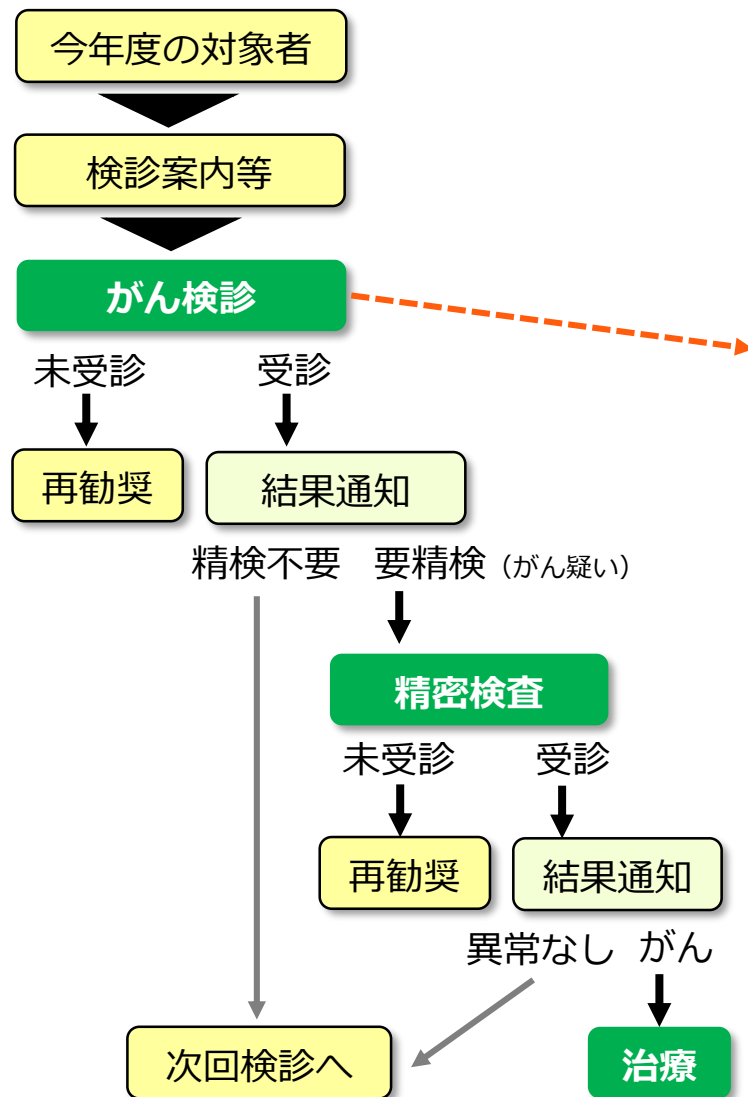 今年度の対象者
検診案内等
がん検診
未受診 受診
再勧奨 結果通知
精検不要 要精検（がん疑い）
精密検査
未受診 受診
再勧奨 結果通知
異常なし がん
次回検診へ 治療